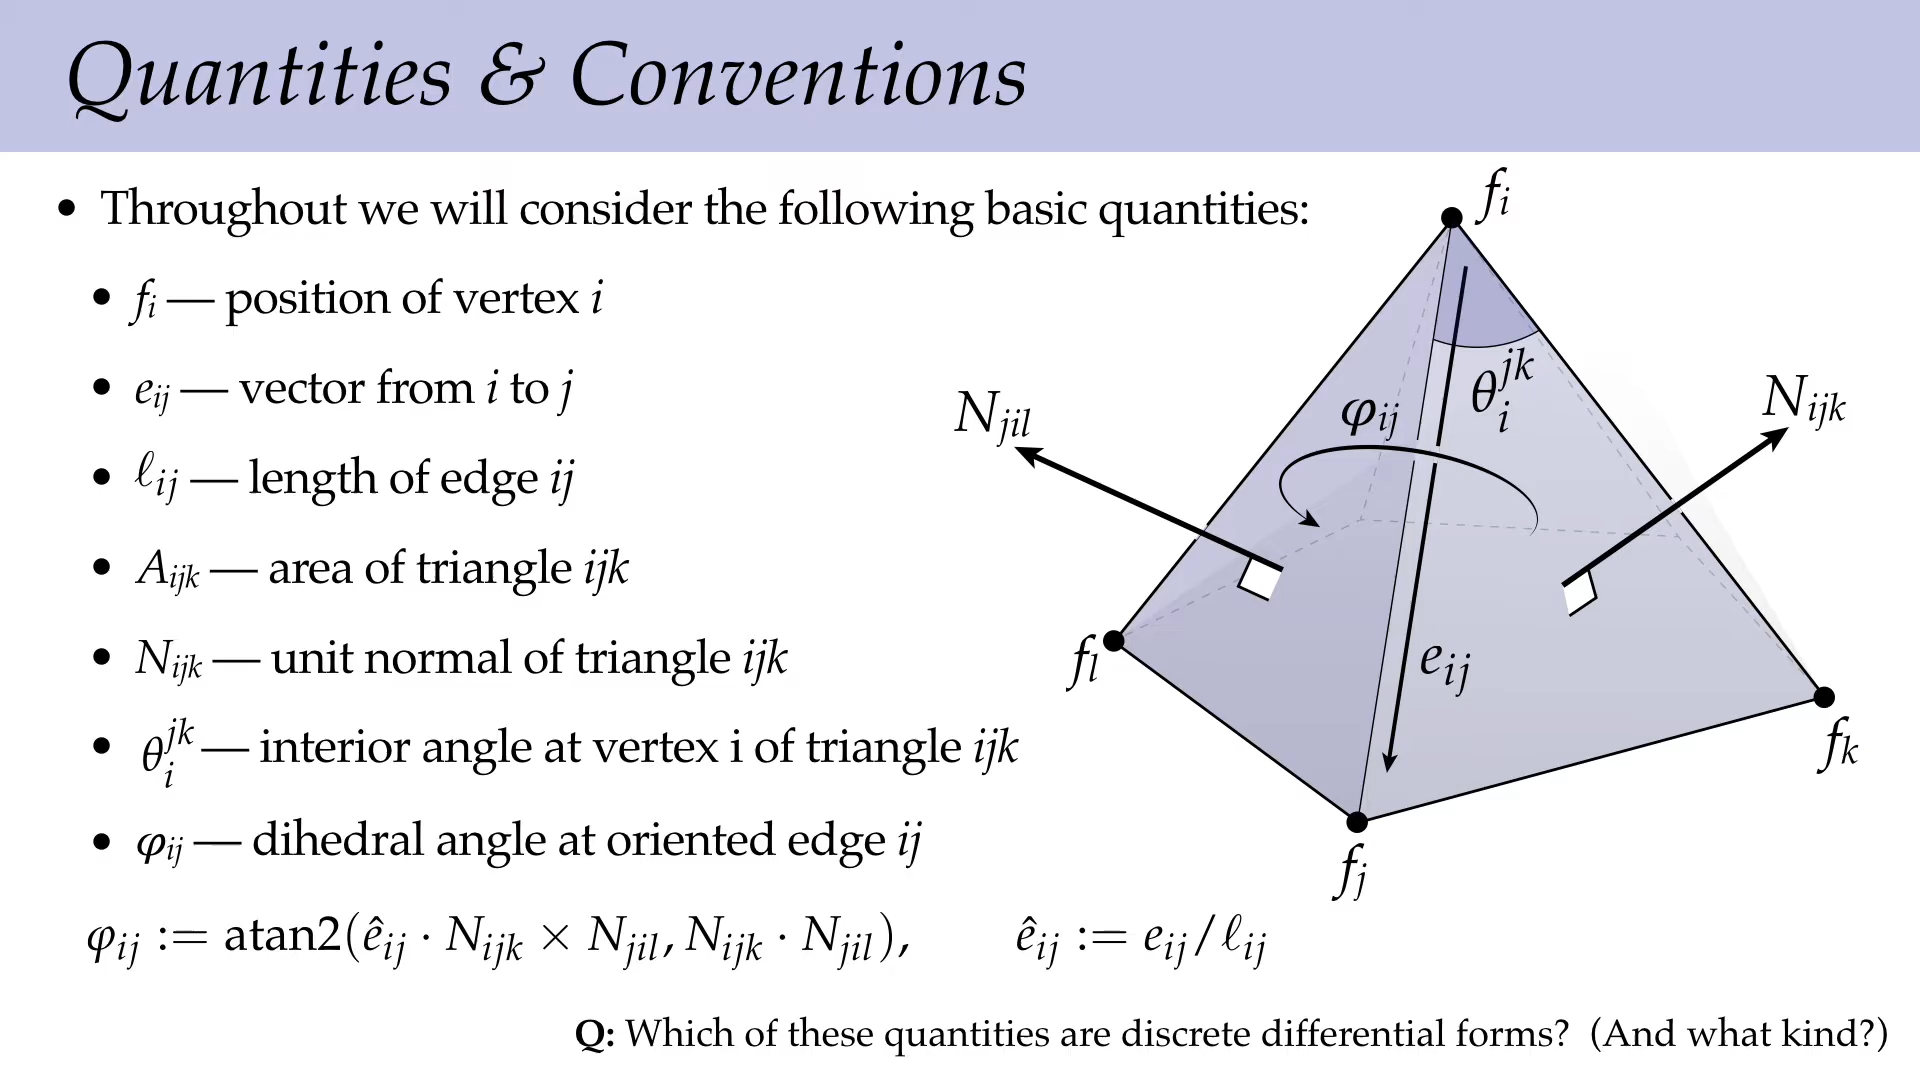 Quantities & Conventions
• Throughout we will consider the following basic quantities:
• fᵢ — position of vertex i
• eᵢⱼ — vector from i to j
• ℓᵢⱼ — length of edge ij
• Aᵢⱼₖ — area of triangle ijk
• Nᵢⱼₖ — unit normal of triangle ijk
• θᵢʲᵏ — interior angle at vertex i of triangle ijk
• φᵢⱼ — dihedral angle at oriented edge ij
φᵢⱼ := atan2(êᵢⱼ · Nᵢⱼₖ × Nⱼᵢₗ, Nᵢⱼₖ · Nⱼᵢₗ), êᵢⱼ := eᵢⱼ/ℓᵢⱼ
fᵢ
θᵢʲᵏ
Nᵢⱼₖ
Nⱼᵢₗ
φᵢⱼ
eᵢⱼ
fₗ
fₖ
fⱼ
Q: Which of these quantities are discrete differential forms? (And what kind?)